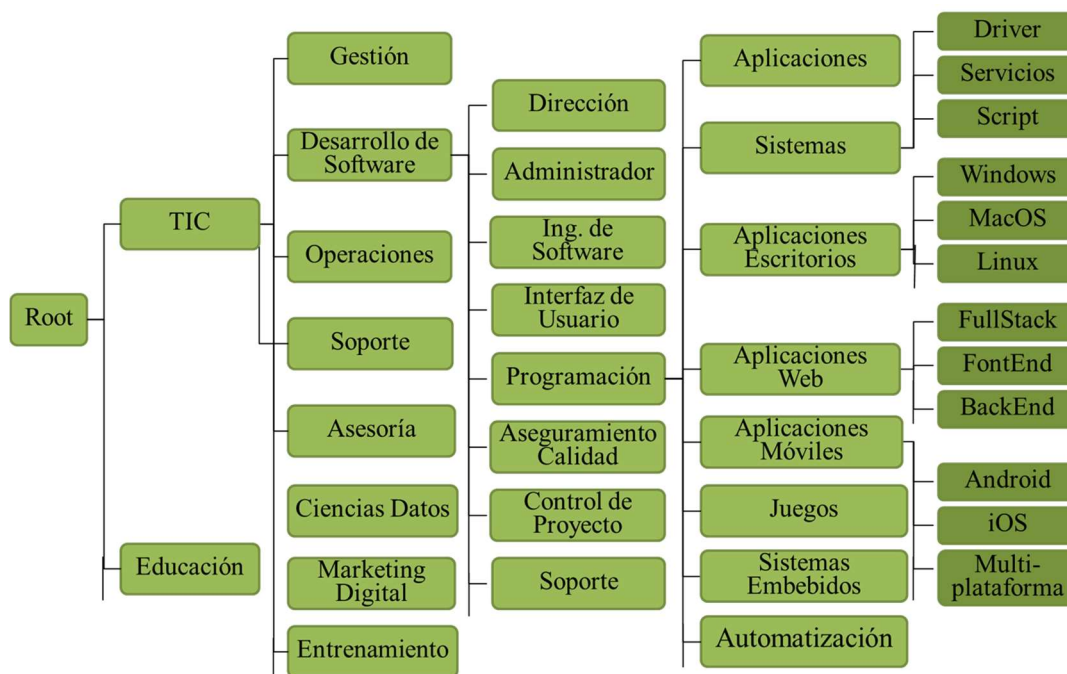 Root
TIC
Educación
Gestión
Desarrollo de
Software
Operaciones
Soporte
Asesoría
Ciencias Datos
Marketing
Digital
Entrenamiento
Dirección
Administrador
Ing. de
Software
Interfaz de
Usuario
Programación
Aseguramiento
Calidad
Control de
Proyecto
Soporte
Aplicaciones
Sistemas
Aplicaciones
Escritorios
Aplicaciones
Web
Aplicaciones
Móviles
Juegos
Sistemas
Embebidos
Automatización
Driver
Servicios
Script
Windows
MacOS
Linux
FullStack
FontEnd
BackEnd
Android
iOS
Multi-
plataforma